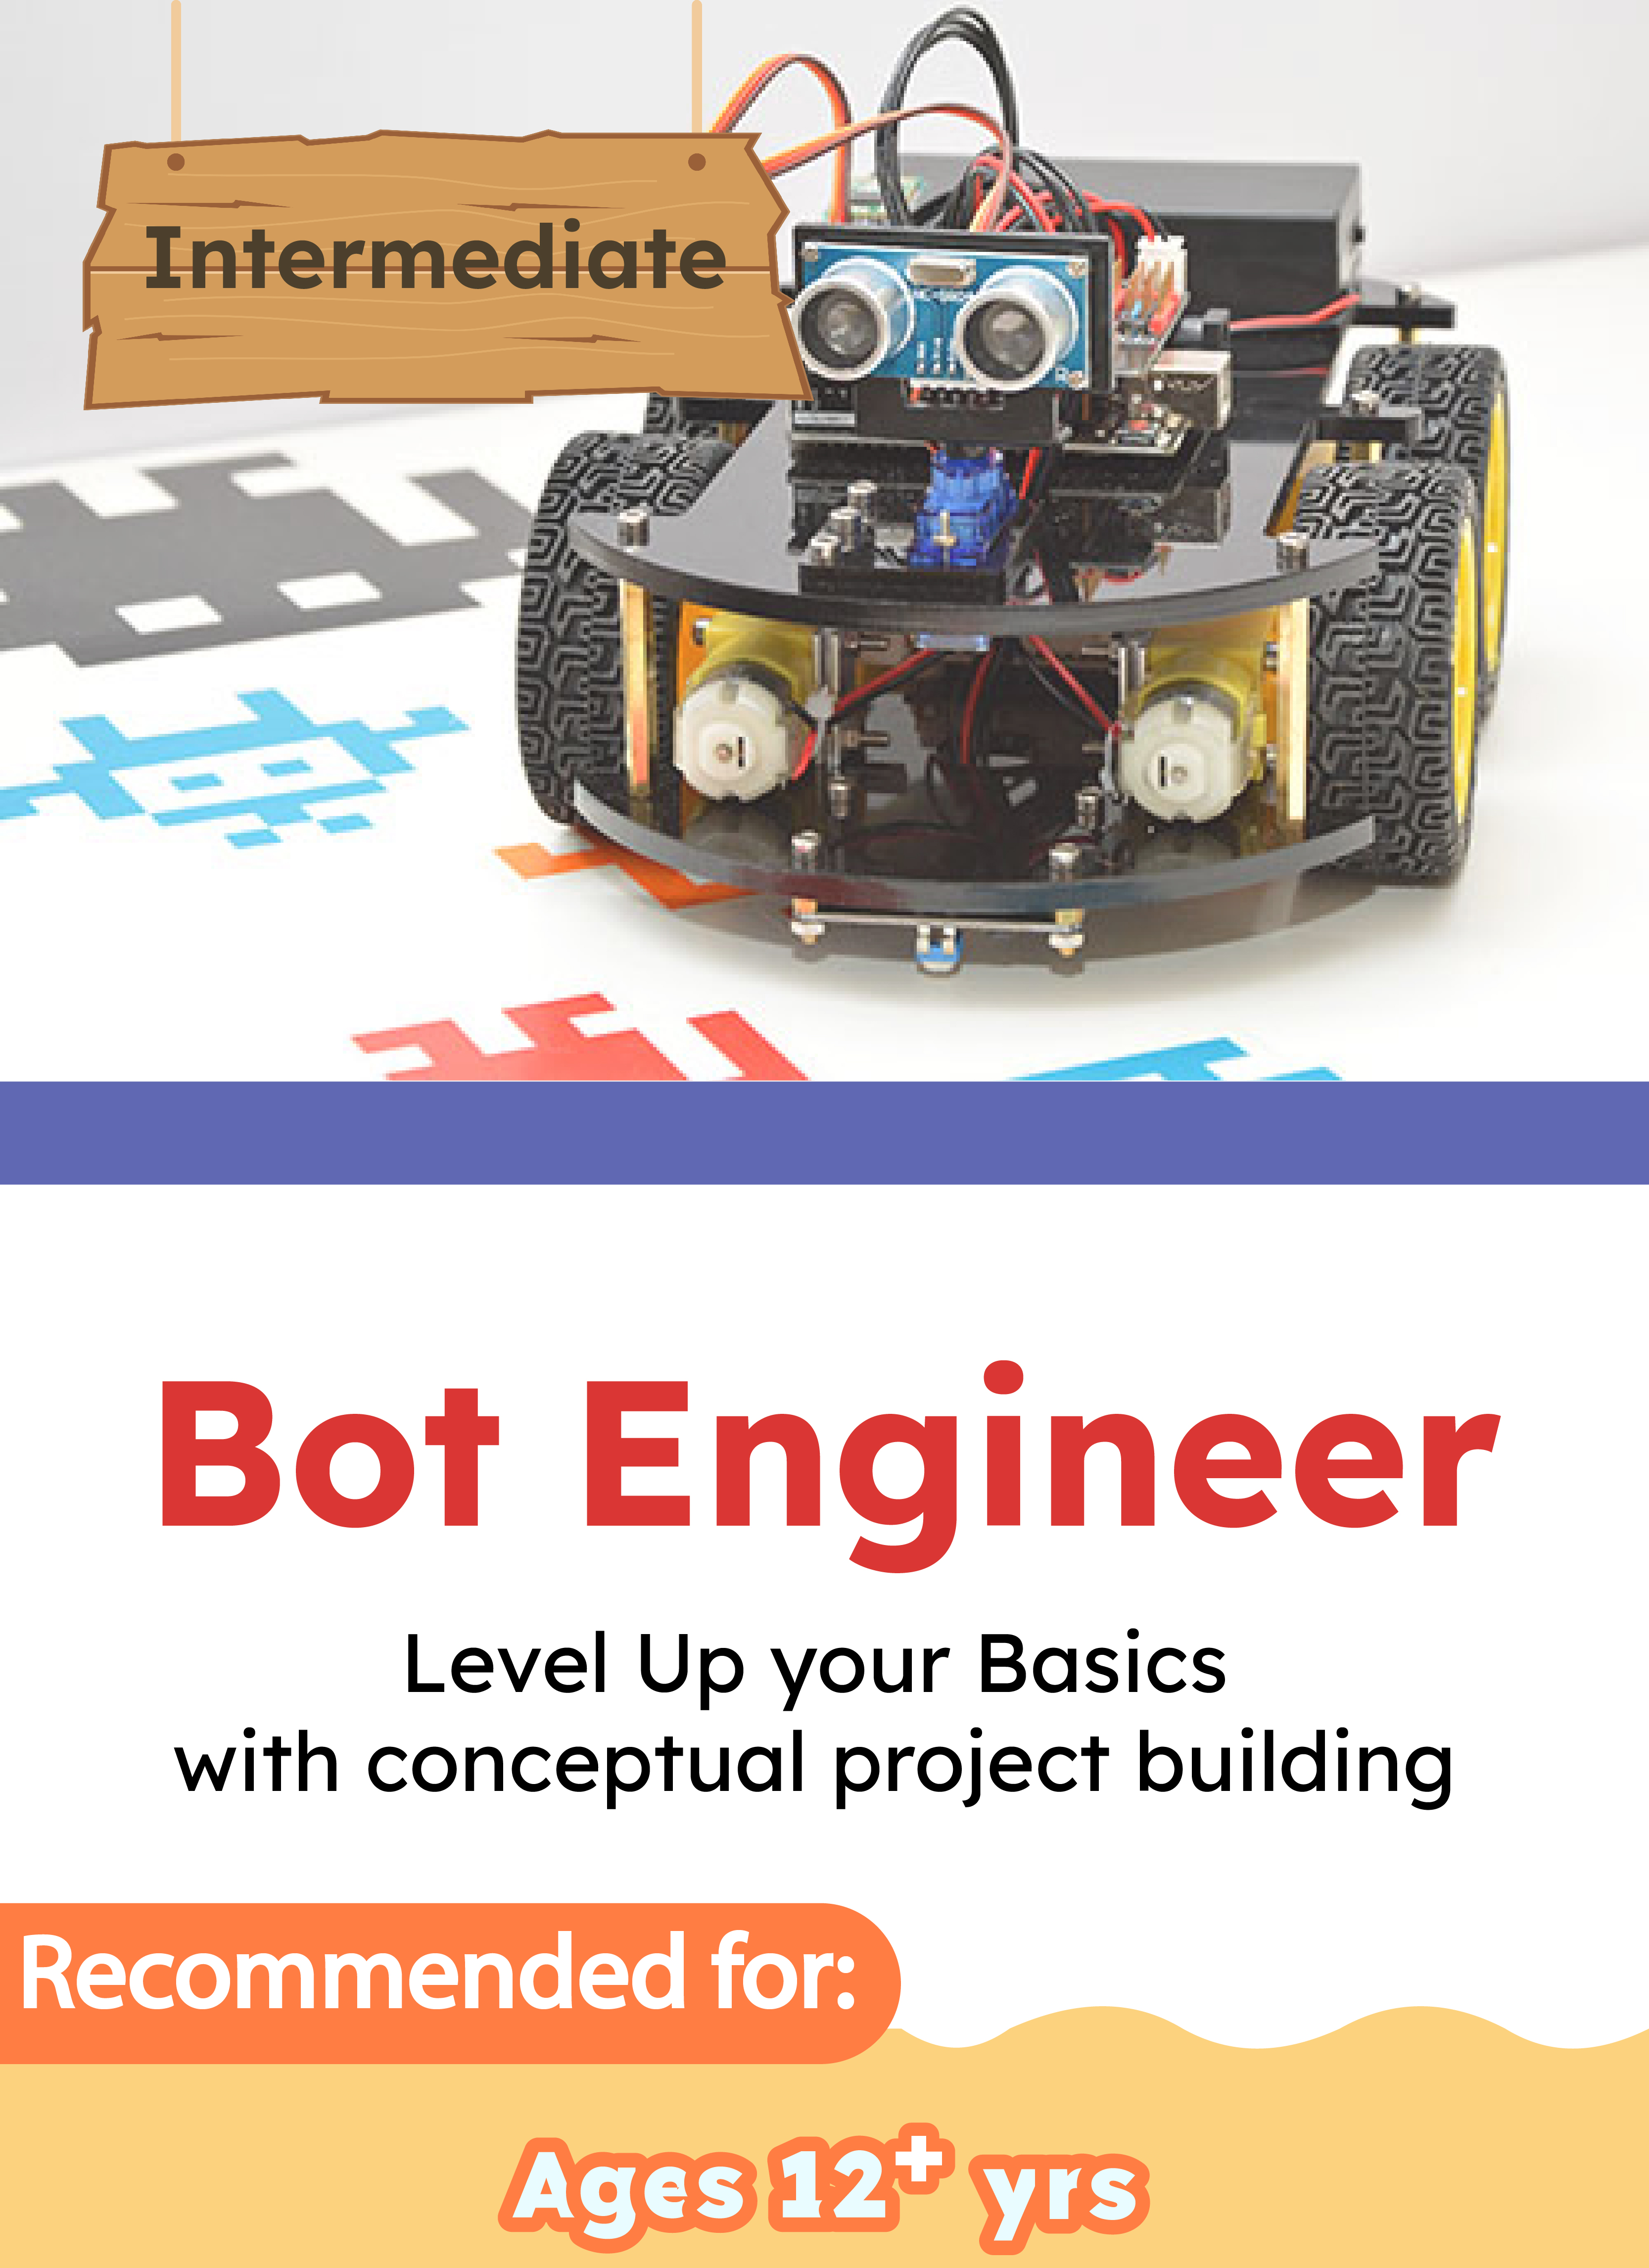 Intermediate
Bot Engineer
Level Up your Basics
with conceptual project building
Recommended for:
Ages 12+ yrs